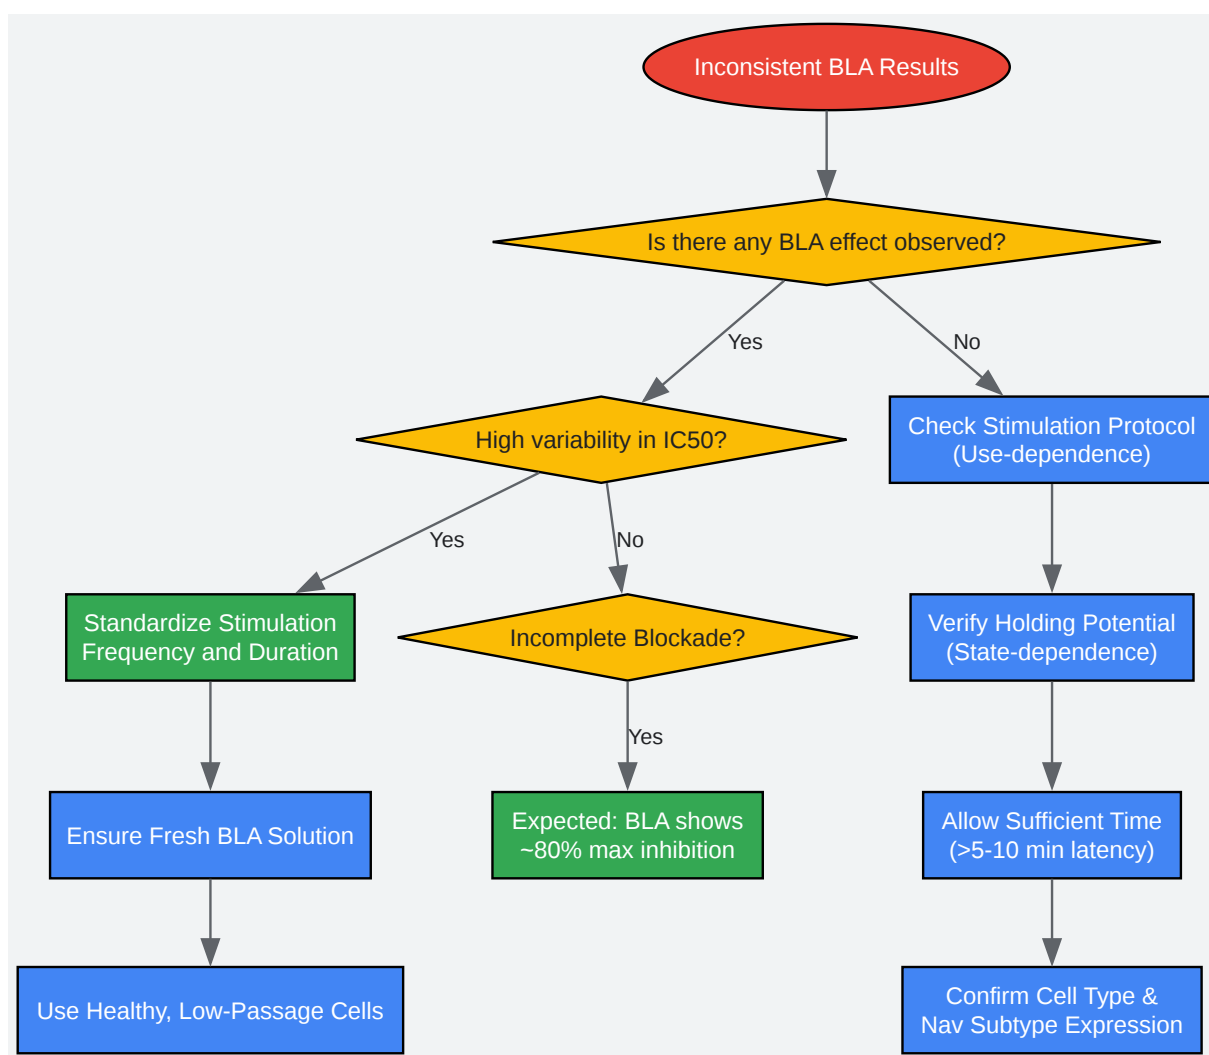 Inconsistent BLA Results
Is there any BLA effect observed?
Yes
No
High variability in IC50?
Check Stimulation Protocol
(Use-dependence)
Yes
No
Standardize Stimulation
Frequency and Duration
Incomplete Blockade?
Verify Holding Potential
(State-dependence)
Yes
Ensure Fresh BLA Solution
Expected: BLA shows
~80% max inhibition
Allow Sufficient Time
(>5-10 min latency)
Use Healthy, Low-Passage Cells
Confirm Cell Type &
Nav Subtype Expression